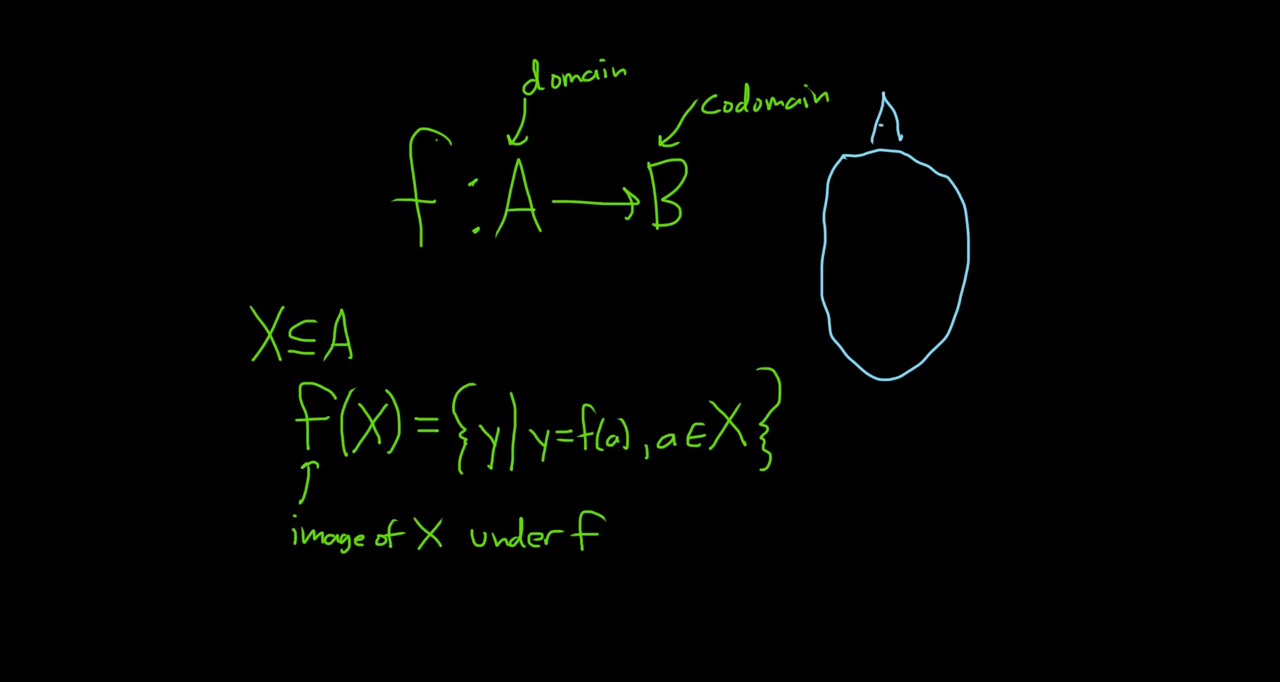 domain
codomain
f : A → B
A
X ⊆ A
f(X) = {y | y = f(a), a ∈ X}
image of X under f